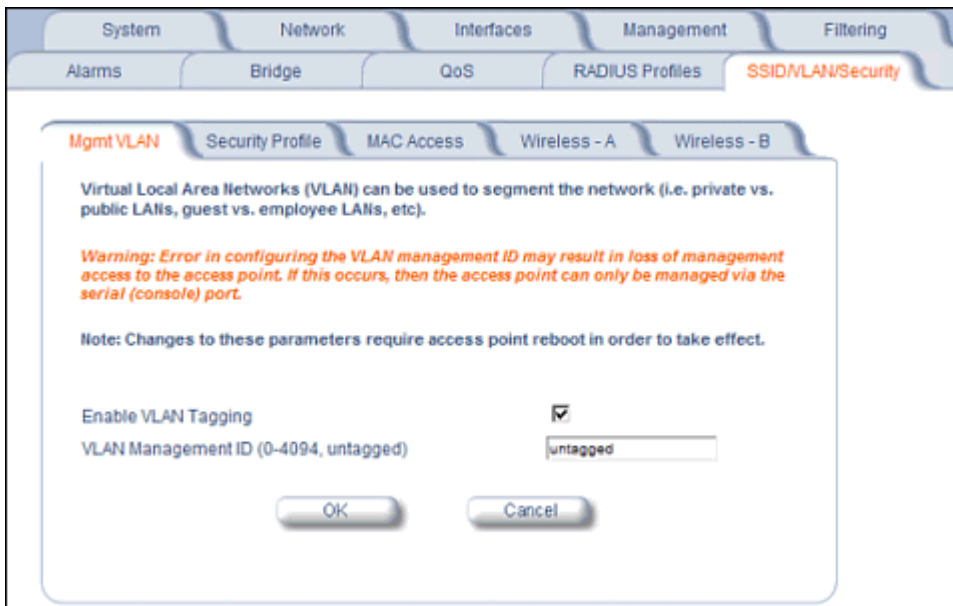 System Network Interfaces Management Filtering
Alarms Bridge QoS RADIUS Profiles SSID/VLAN/Security
Mgmt VLAN Security Profile MAC Access Wireless - A Wireless - B
Virtual Local Area Networks (VLAN) can be used to segment the network (i.e. private vs.
public LANs, guest vs. employee LANs, etc).
Warning: Error in configuring the VLAN management ID may result in loss of management
access to the access point. If this occurs, then the access point can only be managed via the
serial (console) port.
Note: Changes to these parameters require access point reboot in order to take effect.
Enable VLAN Tagging
VLAN Management ID (0-4094, untagged) untagged
OK Cancel